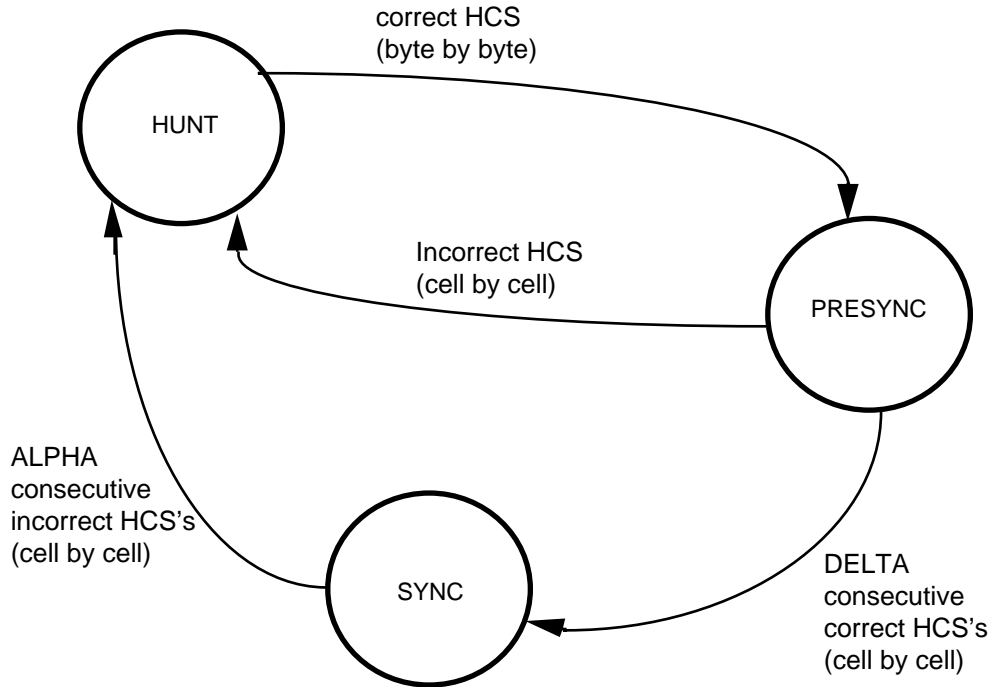 correct HCS
(byte by byte)
HUNT
Incorrect HCS
(cell by cell)
PRESYNC
ALPHA
consecutive
incorrect HCS's
(cell by cell)
SYNC
DELTA
consecutive
correct HCS's
(cell by cell)